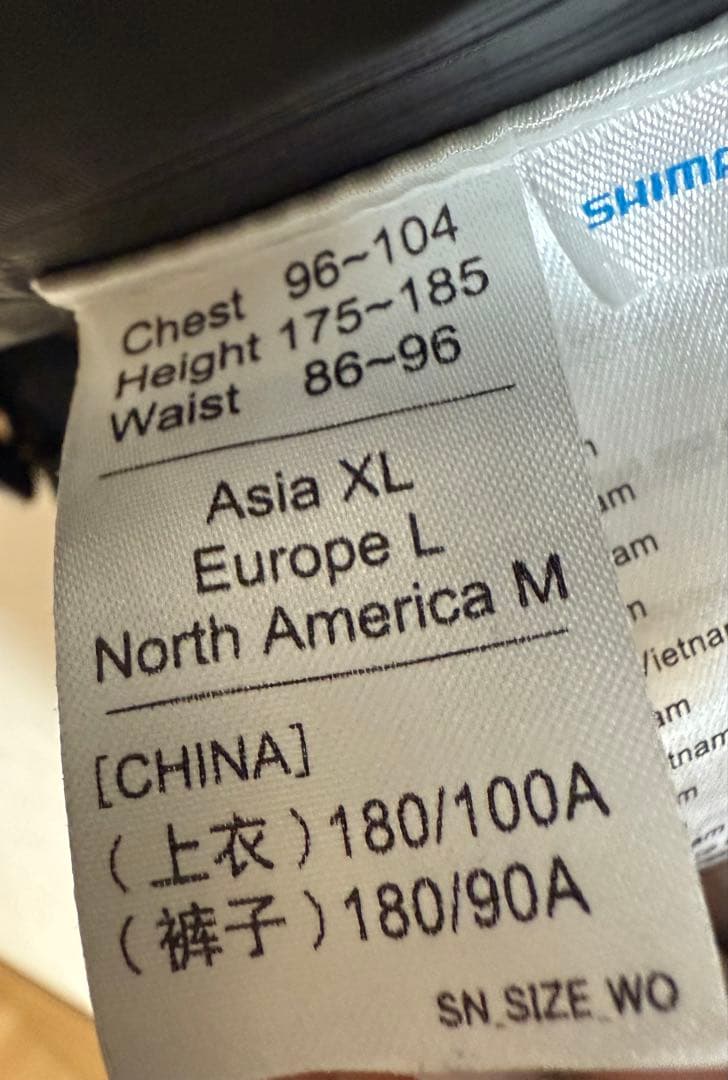 Chest 96~104
Height 175~185
Waist 86~96
Asia XL
Europe L
North America M
[CHINA]
(上衣)180/100A
(裤子)180/90A
SN_SIZE_WO